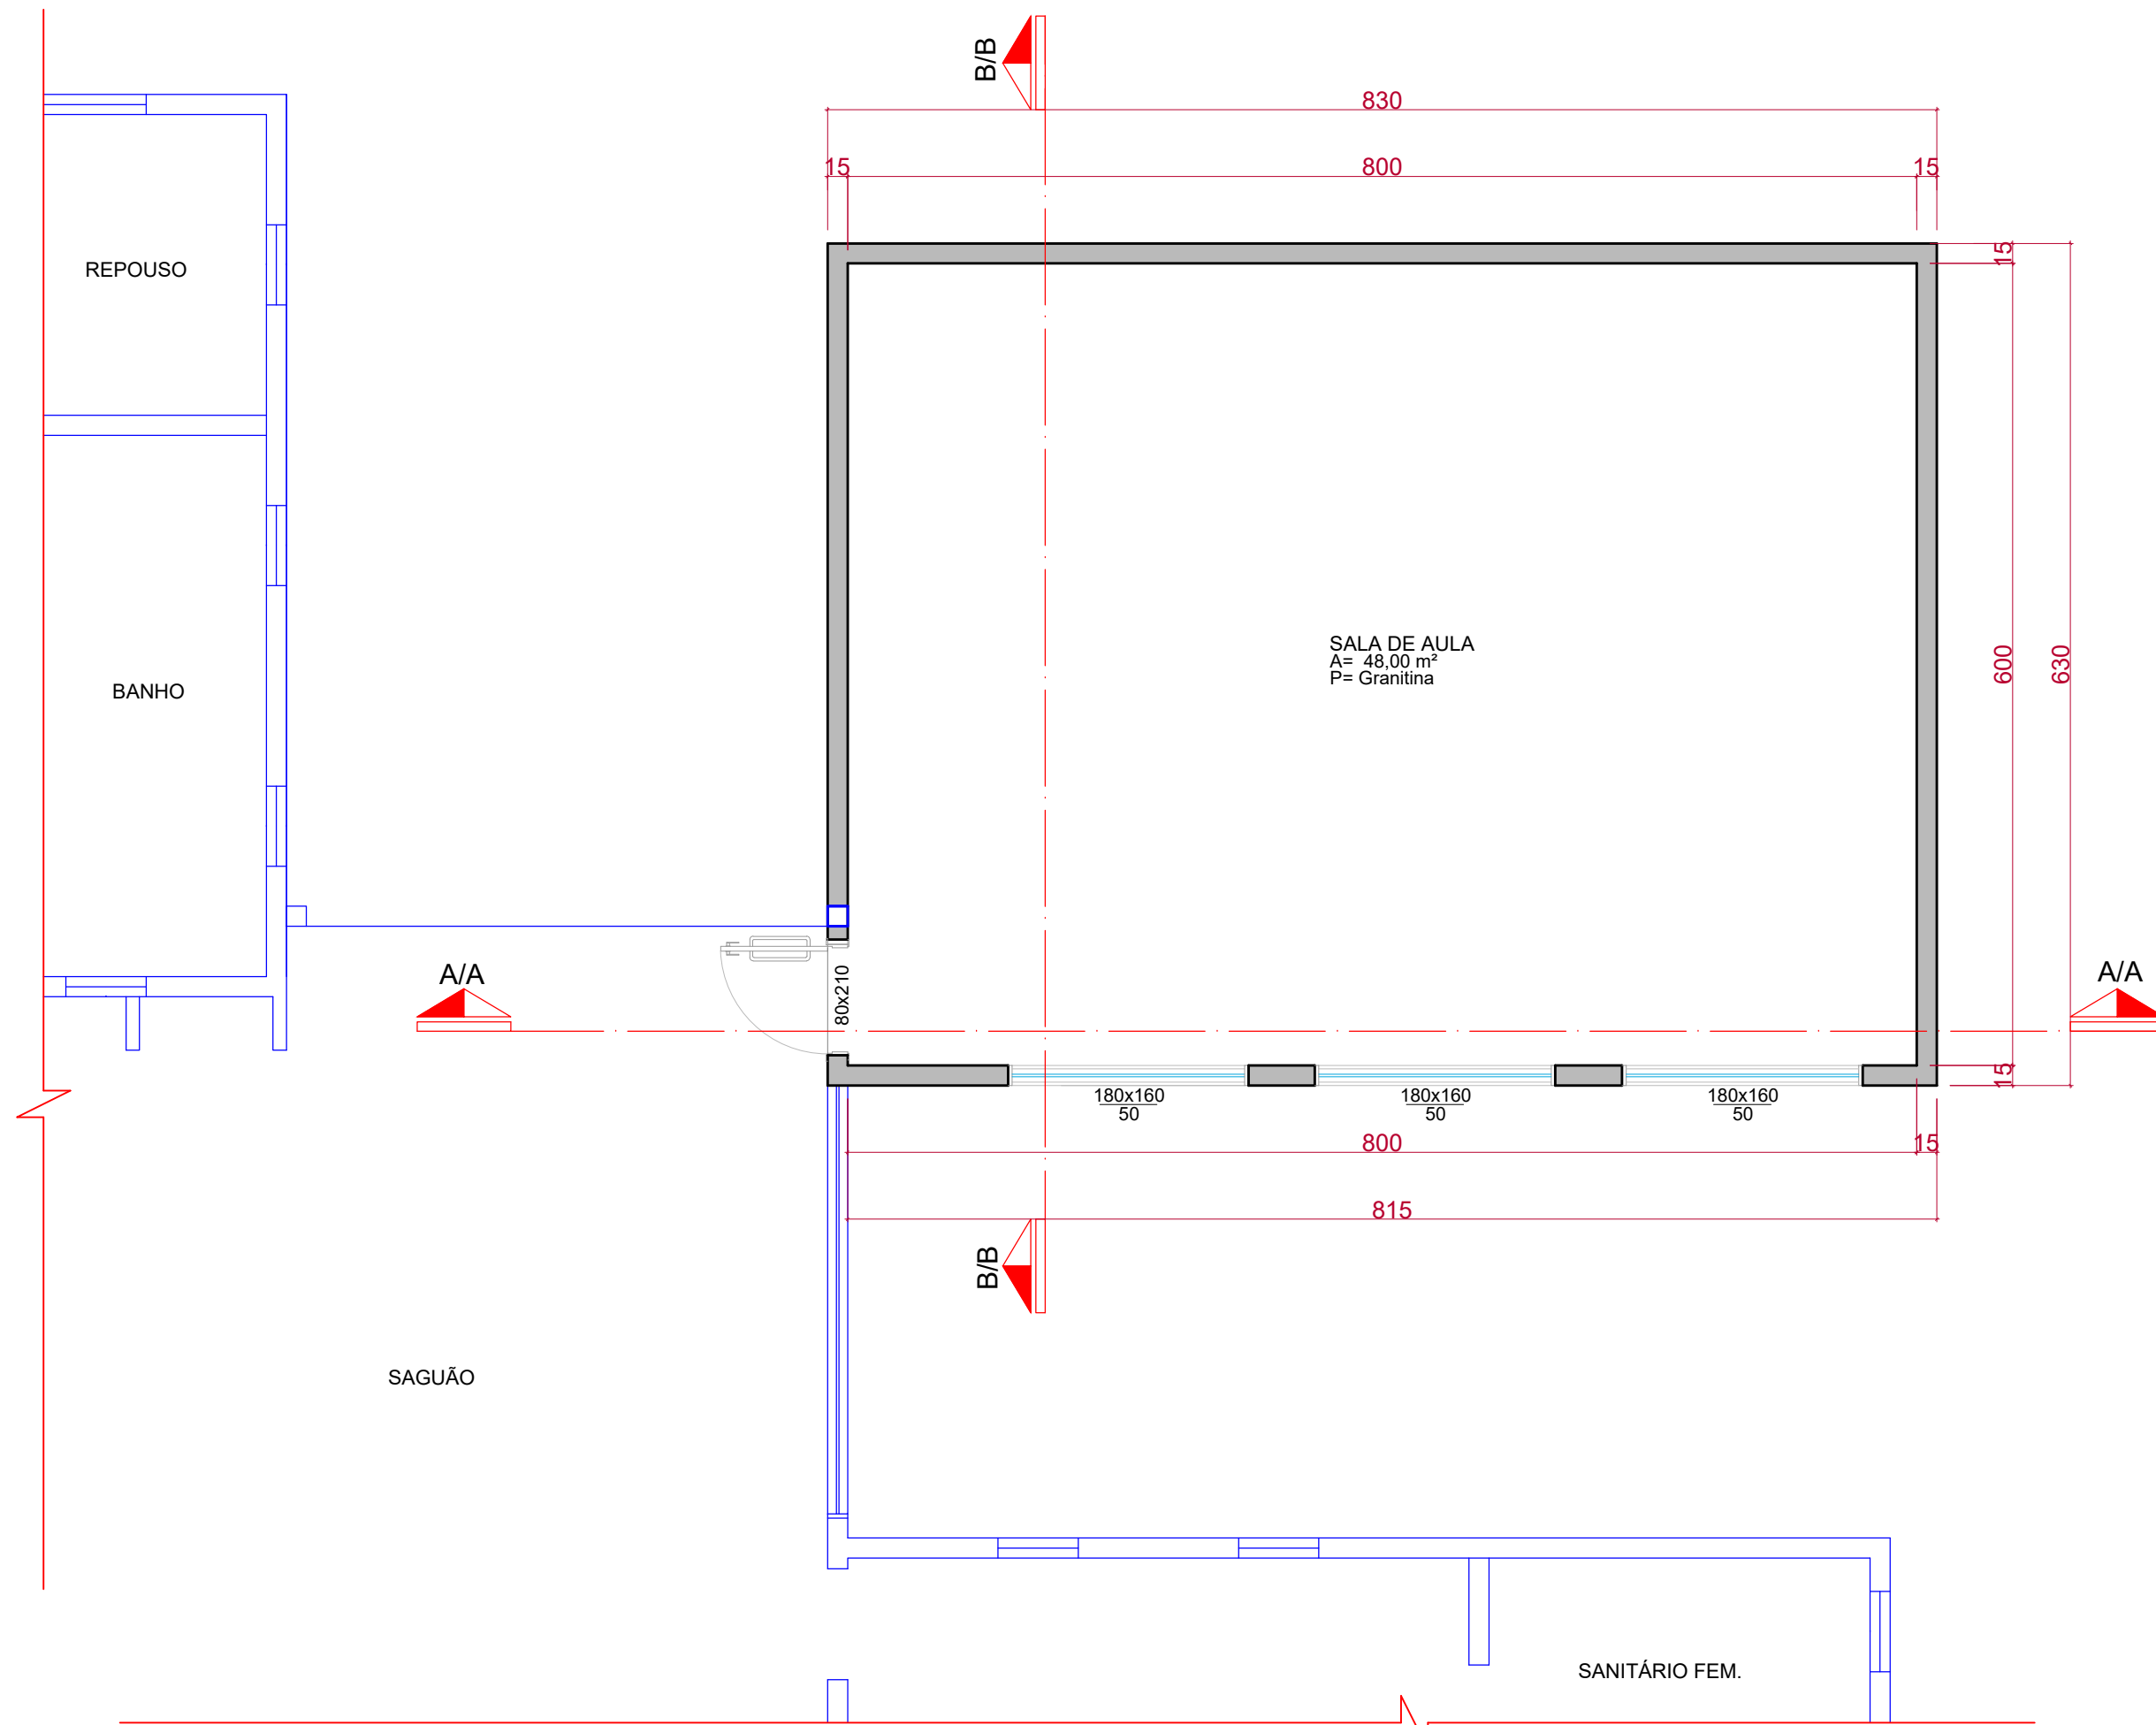 B/B
830
15
800
15
15
REPOUSO
SALA DE AULA
A=  48,00 m²
P= Granitina
600
630
BANHO
80x210
A/A
A/A
15
180x160
50
180x160
50
180x160
50
800
15
815
B/B
SAGUÃO
SANITÁRIO FEM.